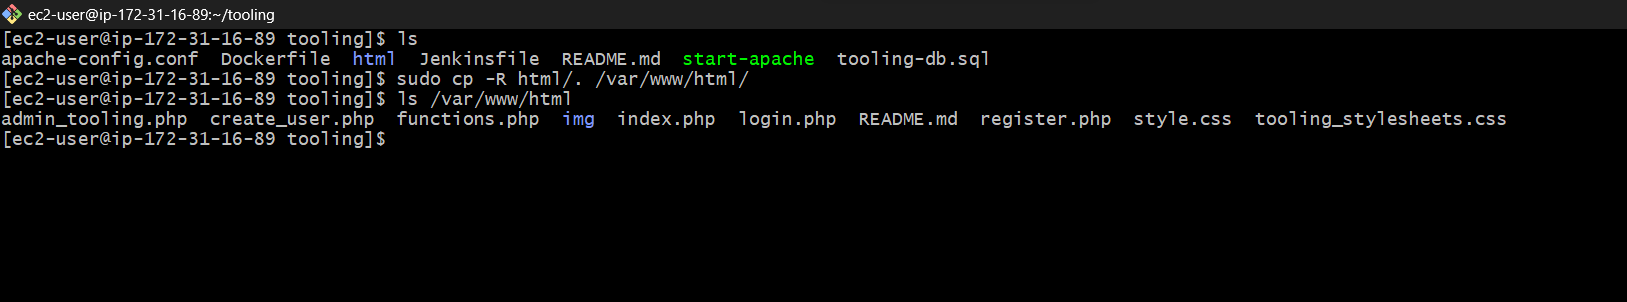 ec2-user@ip-172-31-16-89:~/tooling
[ec2-user@ip-172-31-16-89 tooling]$ ls
apache-config.conf  Dockerfile  html  Jenkinsfile  README.md  start-apache  tooling-db.sql
[ec2-user@ip-172-31-16-89 tooling]$ sudo cp -R html/. /var/www/html/
[ec2-user@ip-172-31-16-89 tooling]$ ls /var/www/html
admin_tooling.php  create_user.php  functions.php  img  index.php  login.php  README.md  register.php  style.css  tooling_stylesheets.css
[ec2-user@ip-172-31-16-89 tooling]$